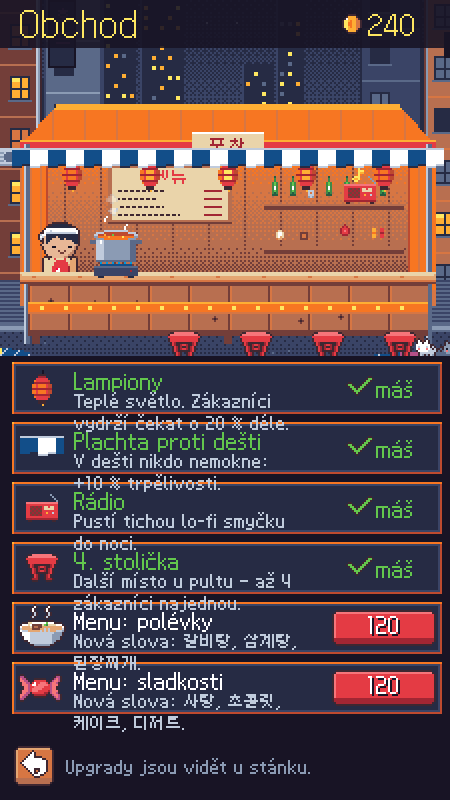 Obchod
240
포차
메뉴
Lampiony
Teplé světlo. Zákazníci
vydrží čekat o 20 % déle.
máš
Plachta proti dešti
V dešti nikdo nemokne:
+10 % trpělivosti.
máš
Rádio
Pustí tichou lo-fi smyčku
do noci.
máš
4. stolička
Další místo u pultu – až 4
zákazníci najednou.
máš
Menu: polévky
Nová slova: 갈비탕, 삼계탕,
된장찌개.
120
Menu: sladkosti
Nová slova: 사탕, 초콜릿,
케이크, 디저트.
120
Upgrady jsou vidět u stánku.